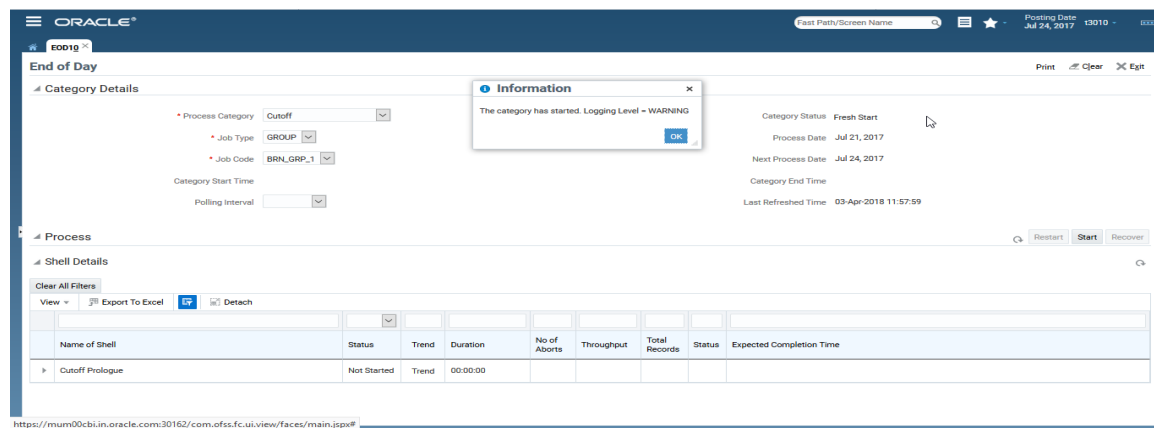 ORACLE®
Fast Path/Screen Name
Posting Date
Jul 24, 2017
t3010
EOD10
End of Day
Print Clear Exit
Category Details
Information
The category has started. Logging Level = WARNING
OK
* Process Category Cutoff
* Job Type GROUP
* Job Code BRN_GRP_1
Category Start Time
Polling Interval
Category Status Fresh Start
Process Date Jul 21, 2017
Next Process Date Jul 24, 2017
Category End Time
Last Refreshed Time 03-Apr-2018 11:57:59
Process
Restart Start Recover
Shell Details
Clear All Filters
View Export To Excel Detach
Name of Shell Status Trend Duration No of Aborts Throughput Total Records Status Expected Completion Time
Cutoff Prologue Not Started Trend 00:00:00
https://mum00cbi.in.oracle.com:30162/com.ofss.fc.ui.view/faces/main.jspx#